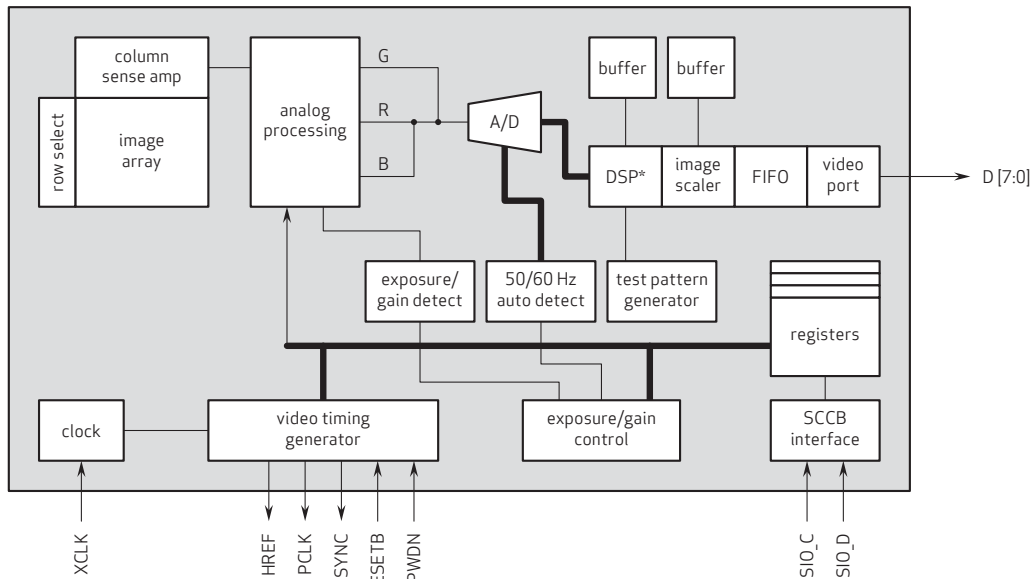 column
sense amp
row select
image
array
analog
processing
G
R
B
A/D
buffer
buffer
DSP*
image
scaler
FIFO
video
port
D [7:0]
exposure/
gain detect
50/60 Hz
auto detect
test pattern
generator
registers
clock
video timing
generator
exposure/gain
control
SCCB
interface
XCLK
HREF
PCLK
SYNC
ESETB
PWDN
SIO_C
SIO_D